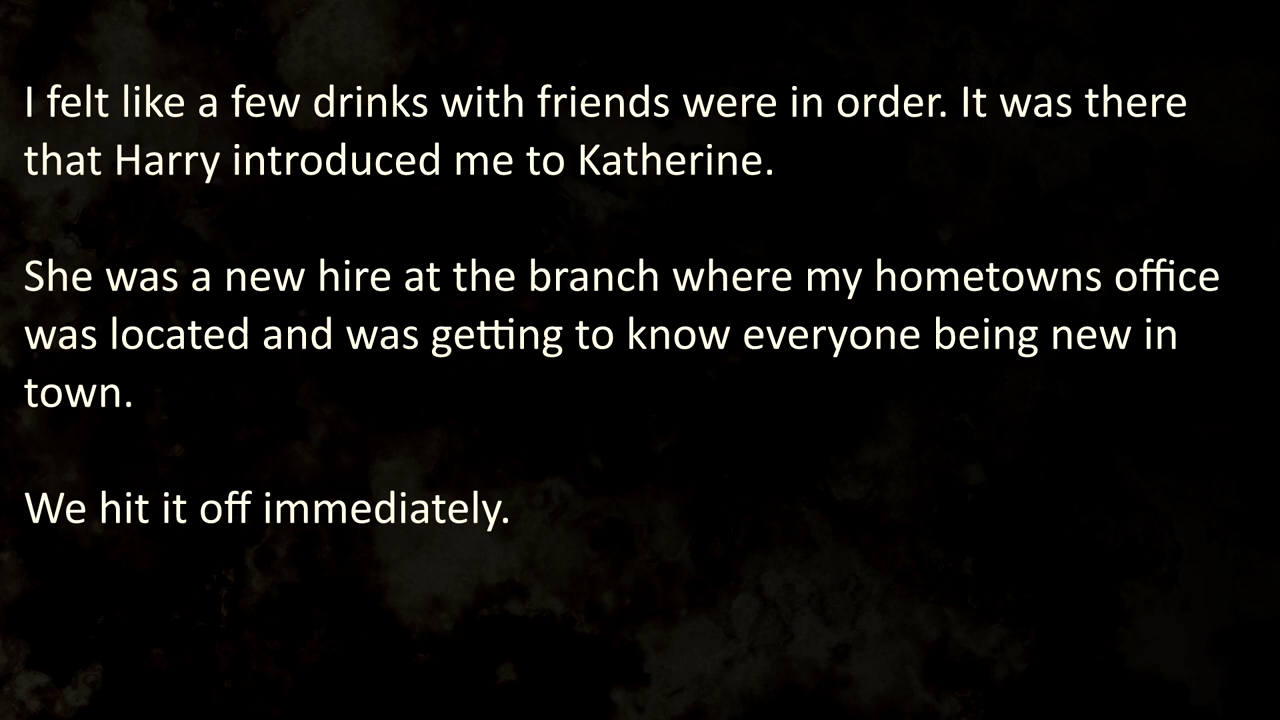 I felt like a few drinks with friends were in order. It was there
that Harry introduced me to Katherine.
She was a new hire at the branch where my hometowns office
was located and was getting to know everyone being new in
town.
We hit it off immediately.